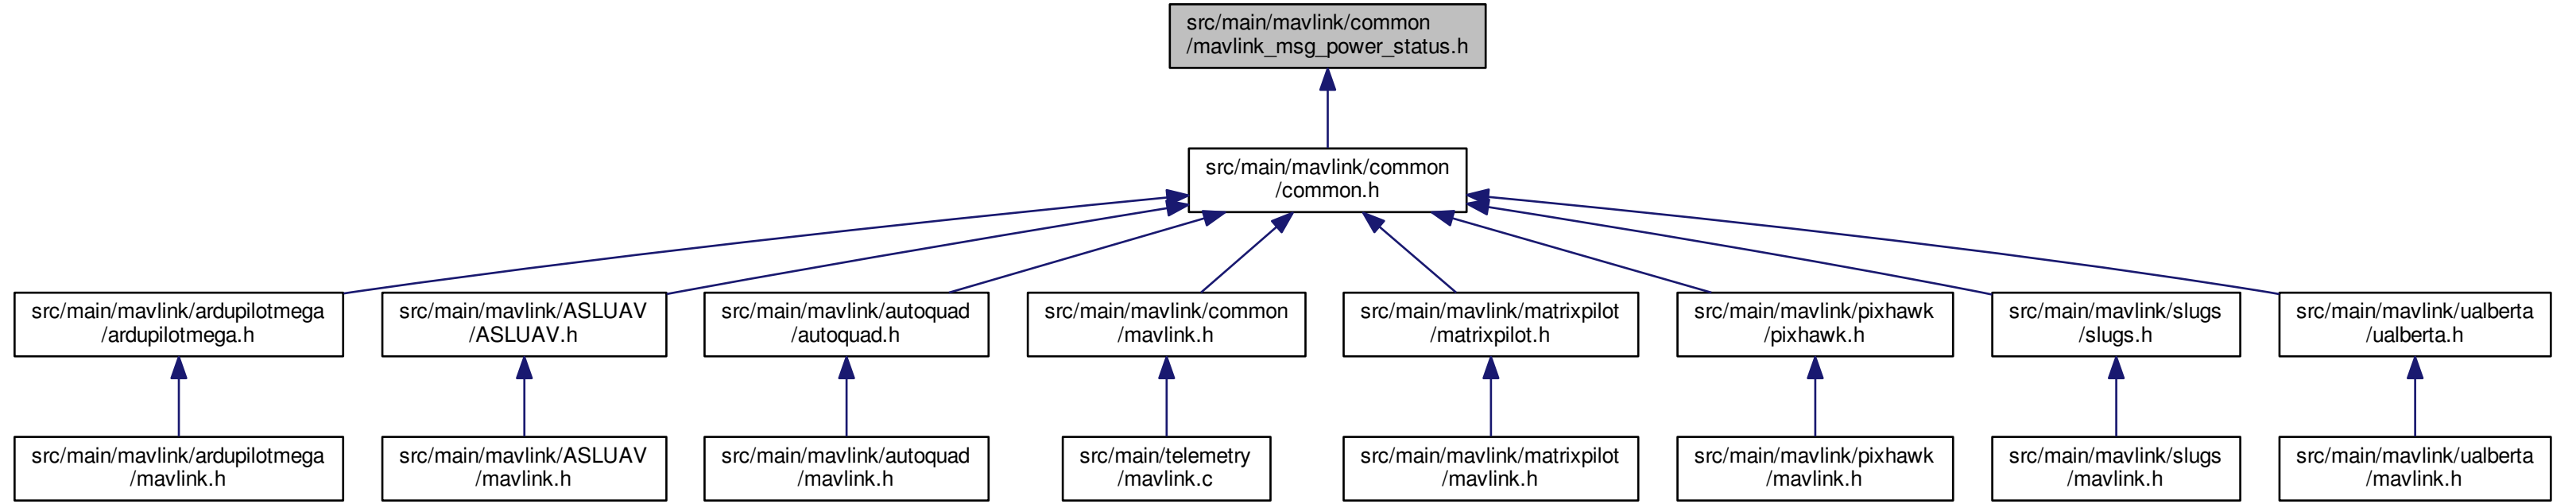 src/main/mavlink/common
/mavlink_msg_power_status.h
src/main/mavlink/common
/common.h
src/main/mavlink/ardupilotmega
/ardupilotmega.h
src/main/mavlink/ASLUAV
/ASLUAV.h
src/main/mavlink/autoquad
/autoquad.h
src/main/mavlink/common
/mavlink.h
src/main/mavlink/matrixpilot
/matrixpilot.h
src/main/mavlink/pixhawk
/pixhawk.h
src/main/mavlink/slugs
/slugs.h
src/main/mavlink/ualberta
/ualberta.h
src/main/mavlink/ardupilotmega
/mavlink.h
src/main/mavlink/ASLUAV
/mavlink.h
src/main/mavlink/autoquad
/mavlink.h
src/main/telemetry
/mavlink.c
src/main/mavlink/matrixpilot
/mavlink.h
src/main/mavlink/pixhawk
/mavlink.h
src/main/mavlink/slugs
/mavlink.h
src/main/mavlink/ualberta
/mavlink.h